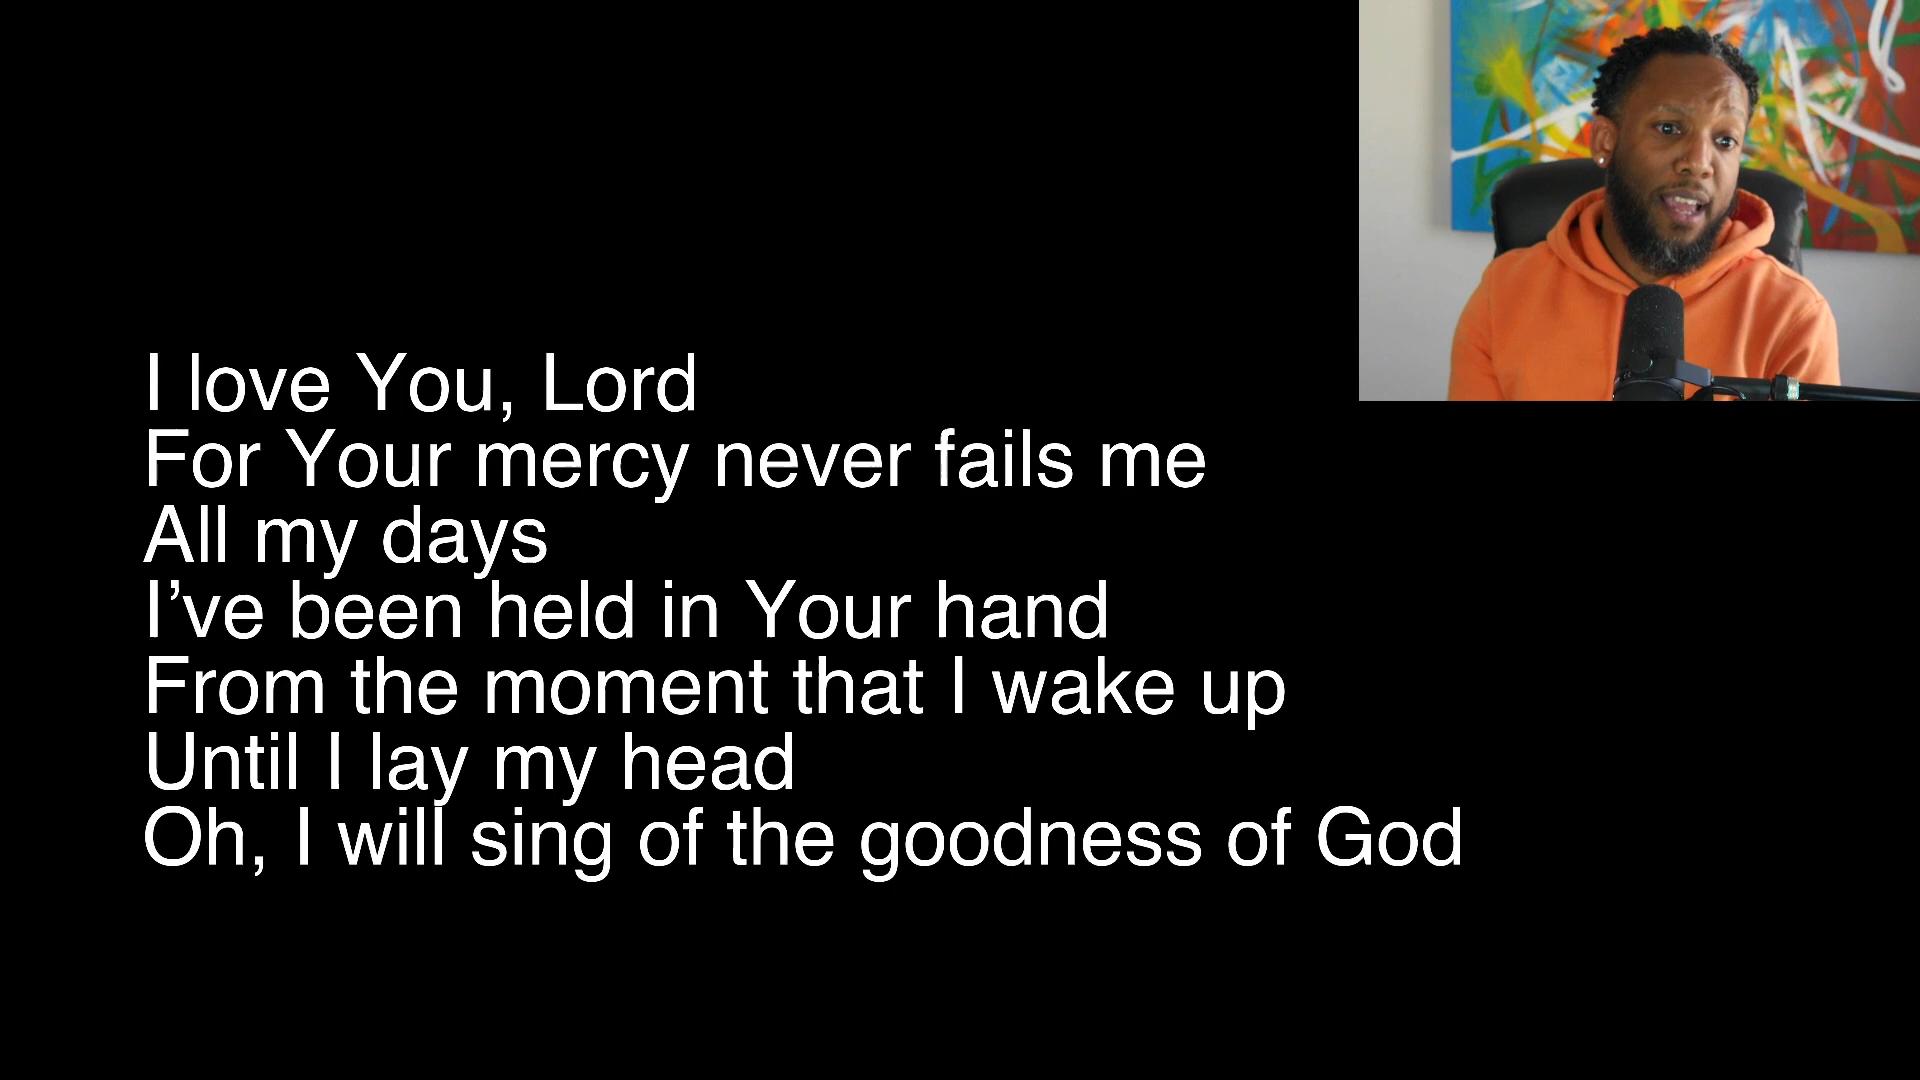 I love You, Lord
For Your mercy never fails me
All my days
I’ve been held in Your hand
From the moment that I wake up
Until I lay my head
Oh, I will sing of the goodness of God